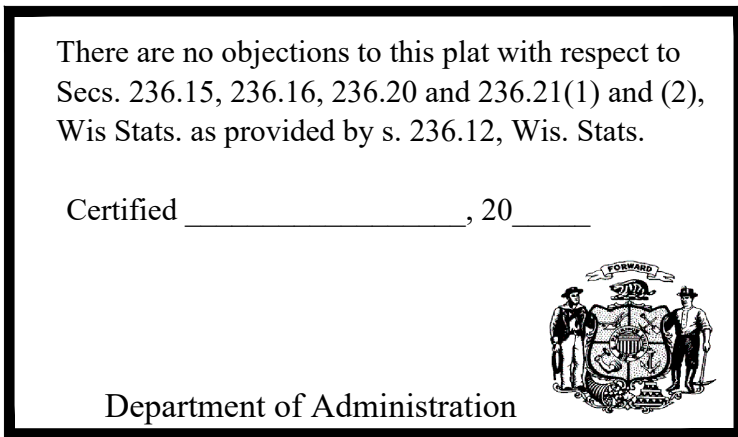 There are no objections to this plat with respect to
Secs. 236.15, 236.16, 236.20 and 236.21(1) and (2),
Wis Stats. as provided by s. 236.12, Wis. Stats.
Certified __________________, 20_____
FORWARD
Department of Administration